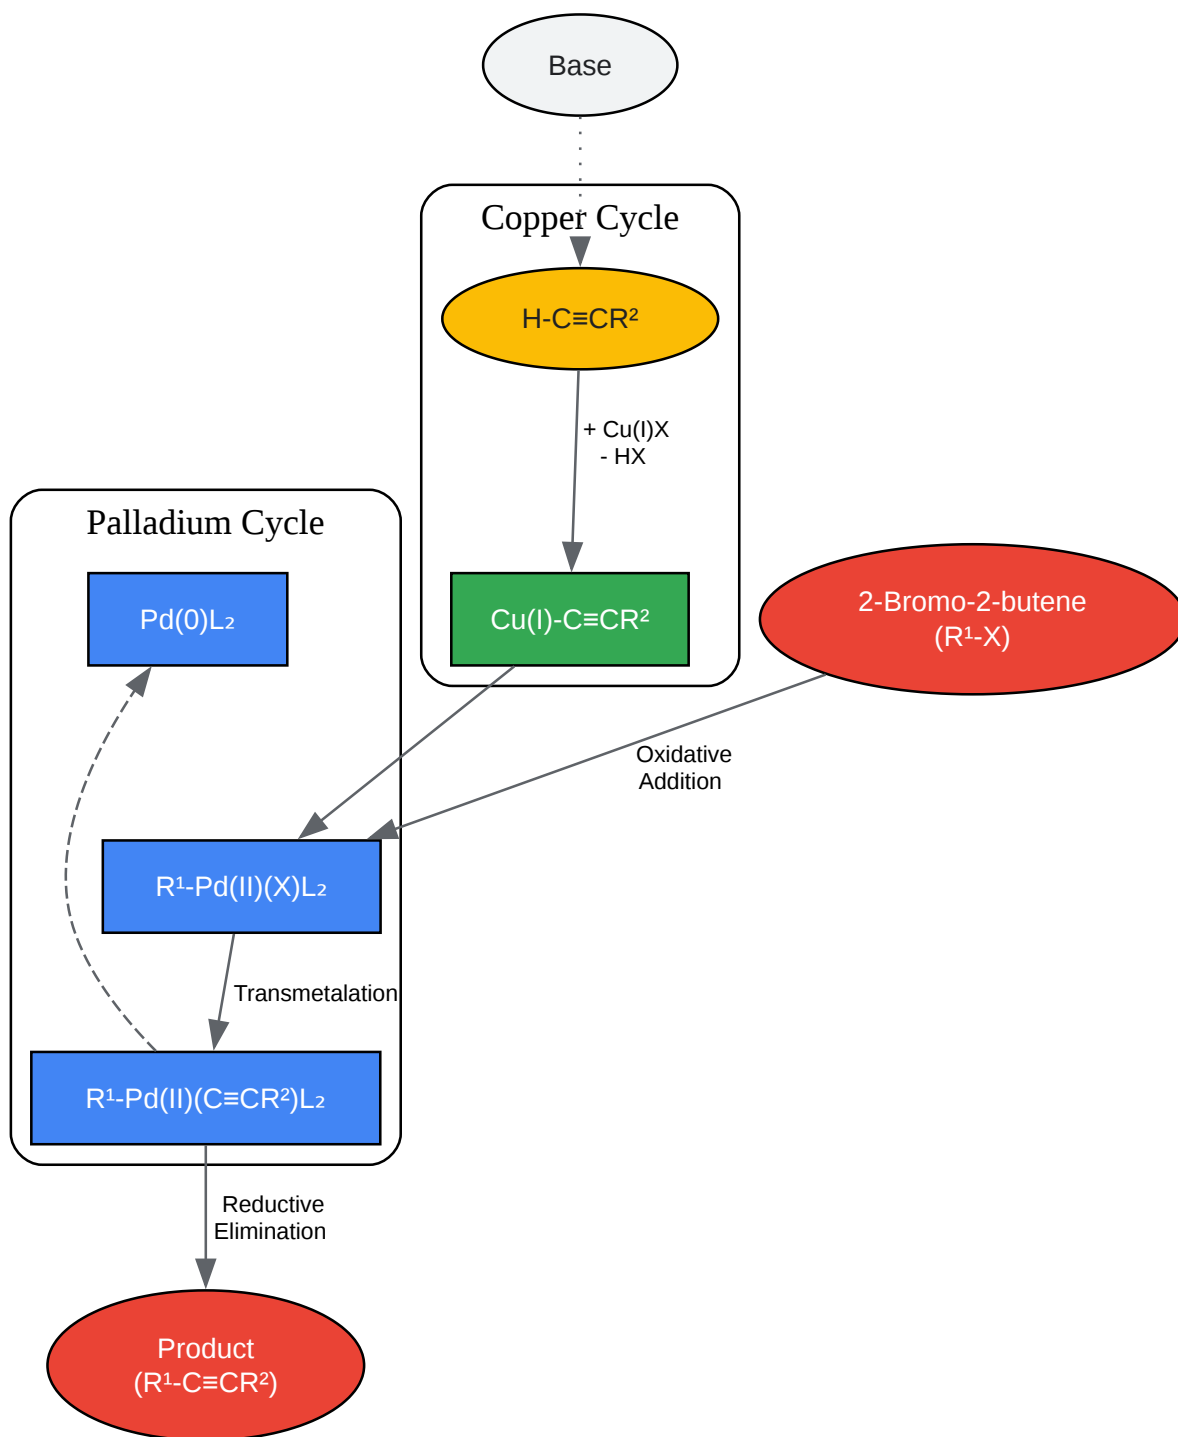 Base
Copper Cycle
H-C≡CR²
+ Cu(I)X
- HX
Palladium Cycle
Pd(0)L₂
Cu(I)-C≡CR²
2-Bromo-2-butene
(R¹-X)
Oxidative
Addition
R¹-Pd(II)(X)L₂
Transmetalation
R¹-Pd(II)(C≡CR²)L₂
Reductive
Elimination
Product
(R¹-C≡CR²)